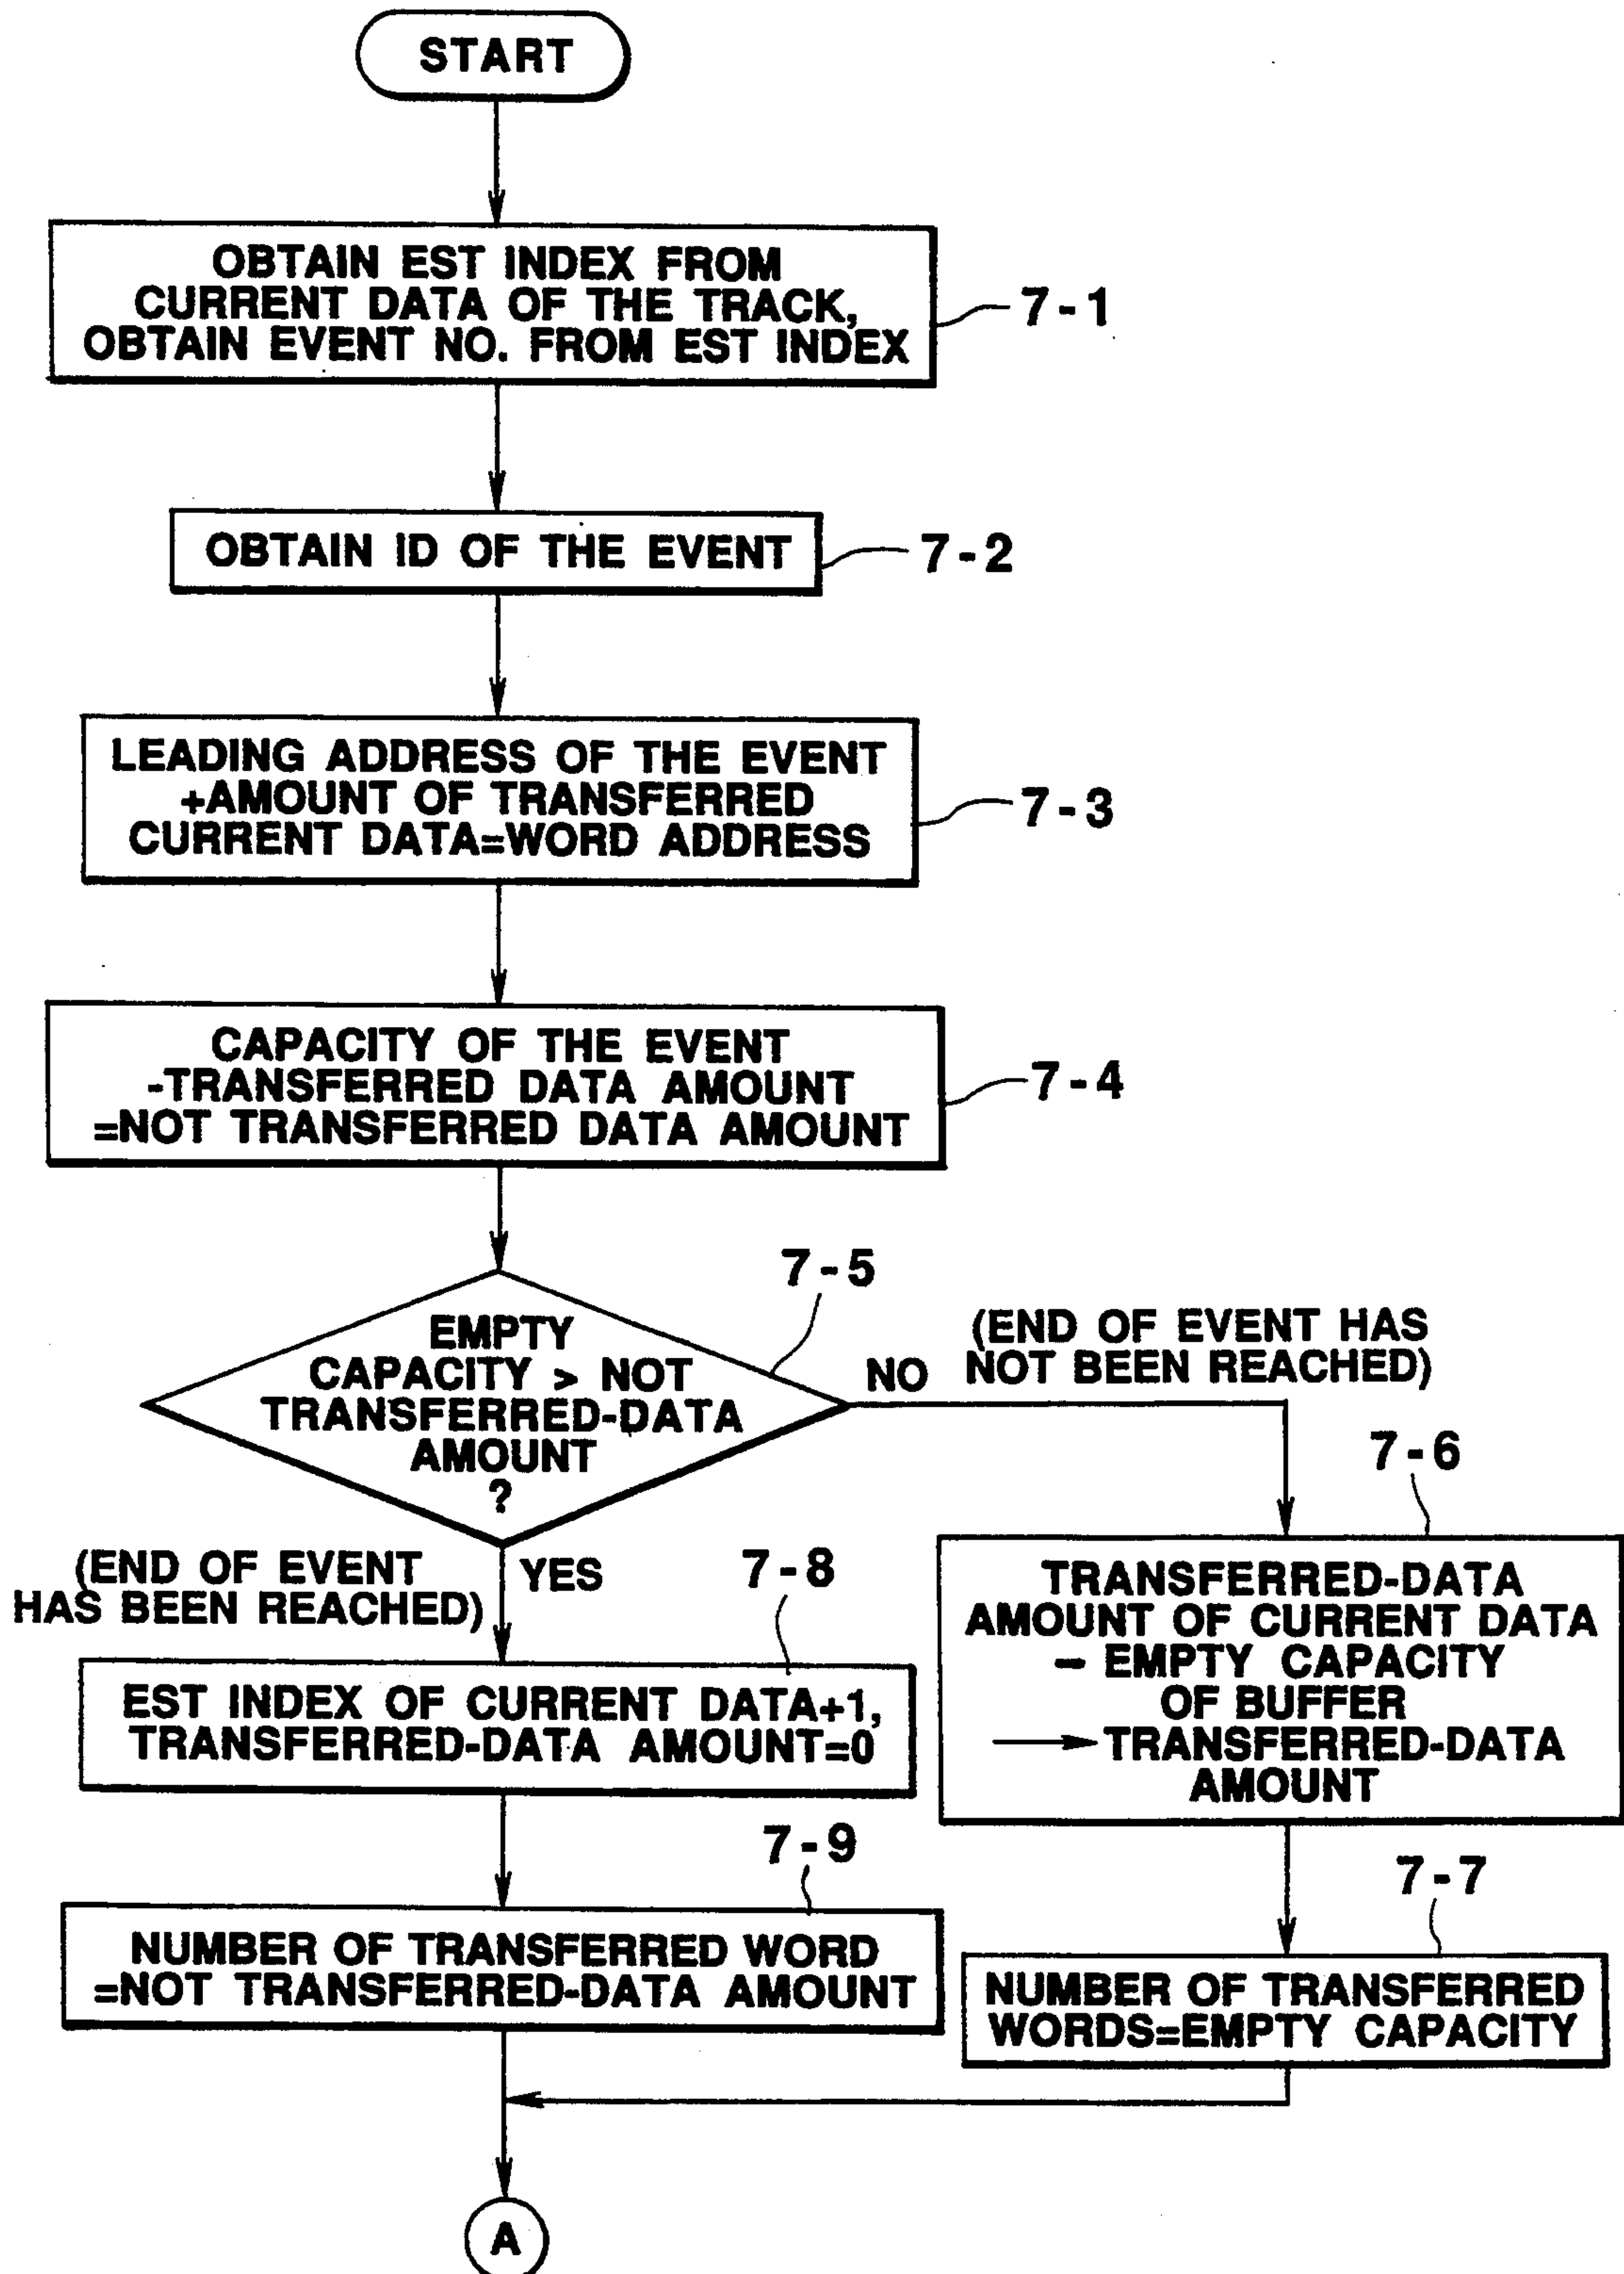 START
OBTAIN EST INDEX FROM
CURRENT DATA OF THE TRACK,
OBTAIN EVENT NO. FROM EST INDEX
7-1
OBTAIN ID OF THE EVENT
7-2
LEADING ADDRESS OF THE EVENT
+AMOUNT OF TRANSFERRED
CURRENT DATA=WORD ADDRESS
7-3
CAPACITY OF THE EVENT
-TRANSFERRED DATA AMOUNT
=NOT TRANSFERRED DATA AMOUNT
7-4
7-5
EMPTY
CAPACITY > NOT
TRANSFERRED-DATA
AMOUNT
?
NO
(END OF EVENT HAS
NOT BEEN REACHED)
7-6
TRANSFERRED-DATA
AMOUNT OF CURRENT DATA
– EMPTY CAPACITY
OF BUFFER
→TRANSFERRED-DATA
AMOUNT
(END OF EVENT
HAS BEEN REACHED)
YES
7-8
EST INDEX OF CURRENT DATA+1,
TRANSFERRED-DATA AMOUNT=0
7-9
NUMBER OF TRANSFERRED WORD
=NOT TRANSFERRED-DATA AMOUNT
7-7
NUMBER OF TRANSFERRED
WORDS=EMPTY CAPACITY
A